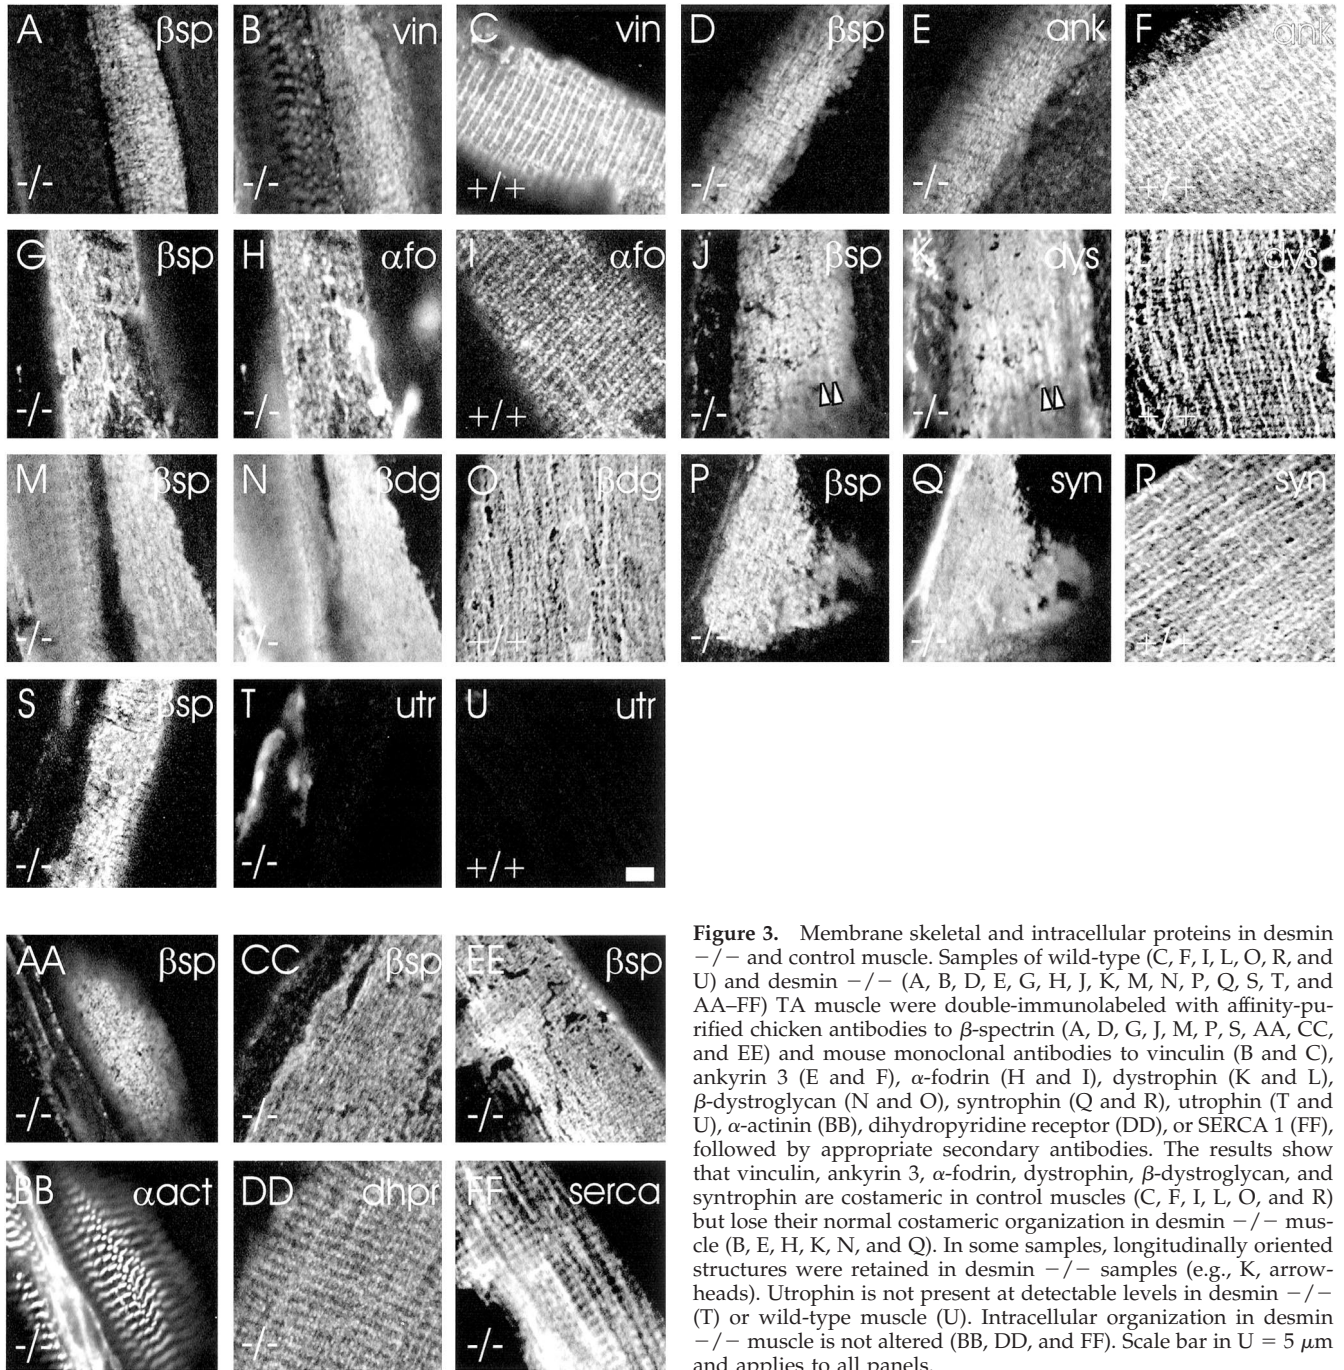 A βsp B vin C vin D βsp E ank F ank
-/- -/- +/+ -/- -/- +/+
G βsp H αfo I αfo J βsp K dys L dys
-/- -/- +/+ -/- -/- +/+
M βsp N βdg O βdg P βsp Q syn R syn
-/- -/- +/+ -/- -/- +/+
S βsp T utr U utr
-/- -/- +/+
AA βsp CC βsp EE βsp
-/- -/- -/-
BB αact DD dhpr FF serca
-/- -/- -/-
Figure 3. Membrane skeletal and intracellular proteins in desmin
−/− and control muscle. Samples of wild-type (C, F, I, L, O, R, and
U) and desmin −/− (A, B, D, E, G, H, J, K, M, N, P, Q, S, T, and
AA–FF) TA muscle were double-immunolabeled with affinity-pu-
rified chicken antibodies to β-spectrin (A, D, G, J, M, P, S, AA, CC,
and EE) and mouse monoclonal antibodies to vinculin (B and C),
ankyrin 3 (E and F), α-fodrin (H and I), dystrophin (K and L),
β-dystroglycan (N and O), syntrophin (Q and R), utrophin (T and
U), α-actinin (BB), dihydropyridine receptor (DD), or SERCA 1 (FF),
followed by appropriate secondary antibodies. The results show
that vinculin, ankyrin 3, α-fodrin, dystrophin, β-dystroglycan, and
syntrophin are costameric in control muscles (C, F, I, L, O, and R)
but lose their normal costameric organization in desmin −/− mus-
cle (B, E, H, K, N, and Q). In some samples, longitudinally oriented
structures were retained in desmin −/− samples (e.g., K, arrow-
heads). Utrophin is not present at detectable levels in desmin −/−
(T) or wild-type muscle (U). Intracellular organization in desmin
−/− muscle is not altered (BB, DD, and FF). Scale bar in U = 5 μm
and applies to all panels.